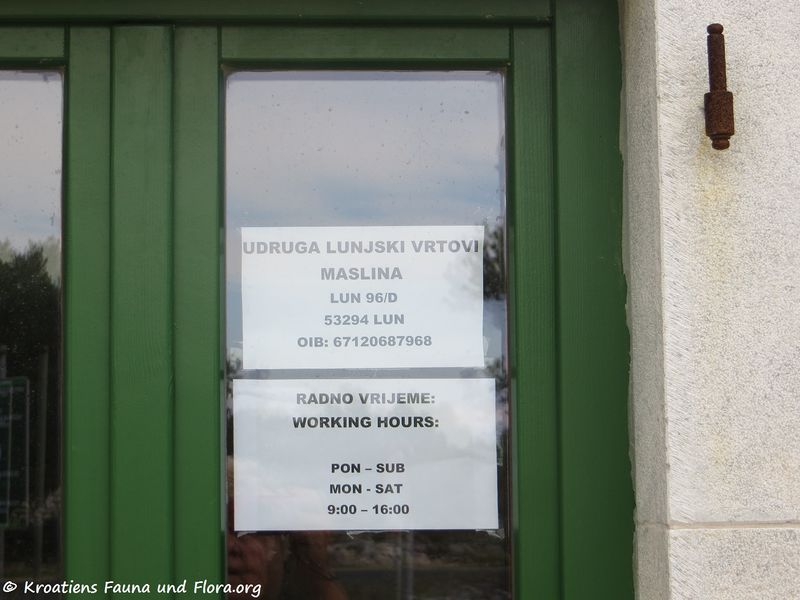 UDRUGA LUNJSKI VRTOVI
MASLINA
LUN 96/D
53294 LUN
OIB: 67120687968
RADNO VRIJEME:
WORKING HOURS:
PON – SUB
MON - SAT
9:00 – 16:00
© Kroatiens Fauna und Flora.org